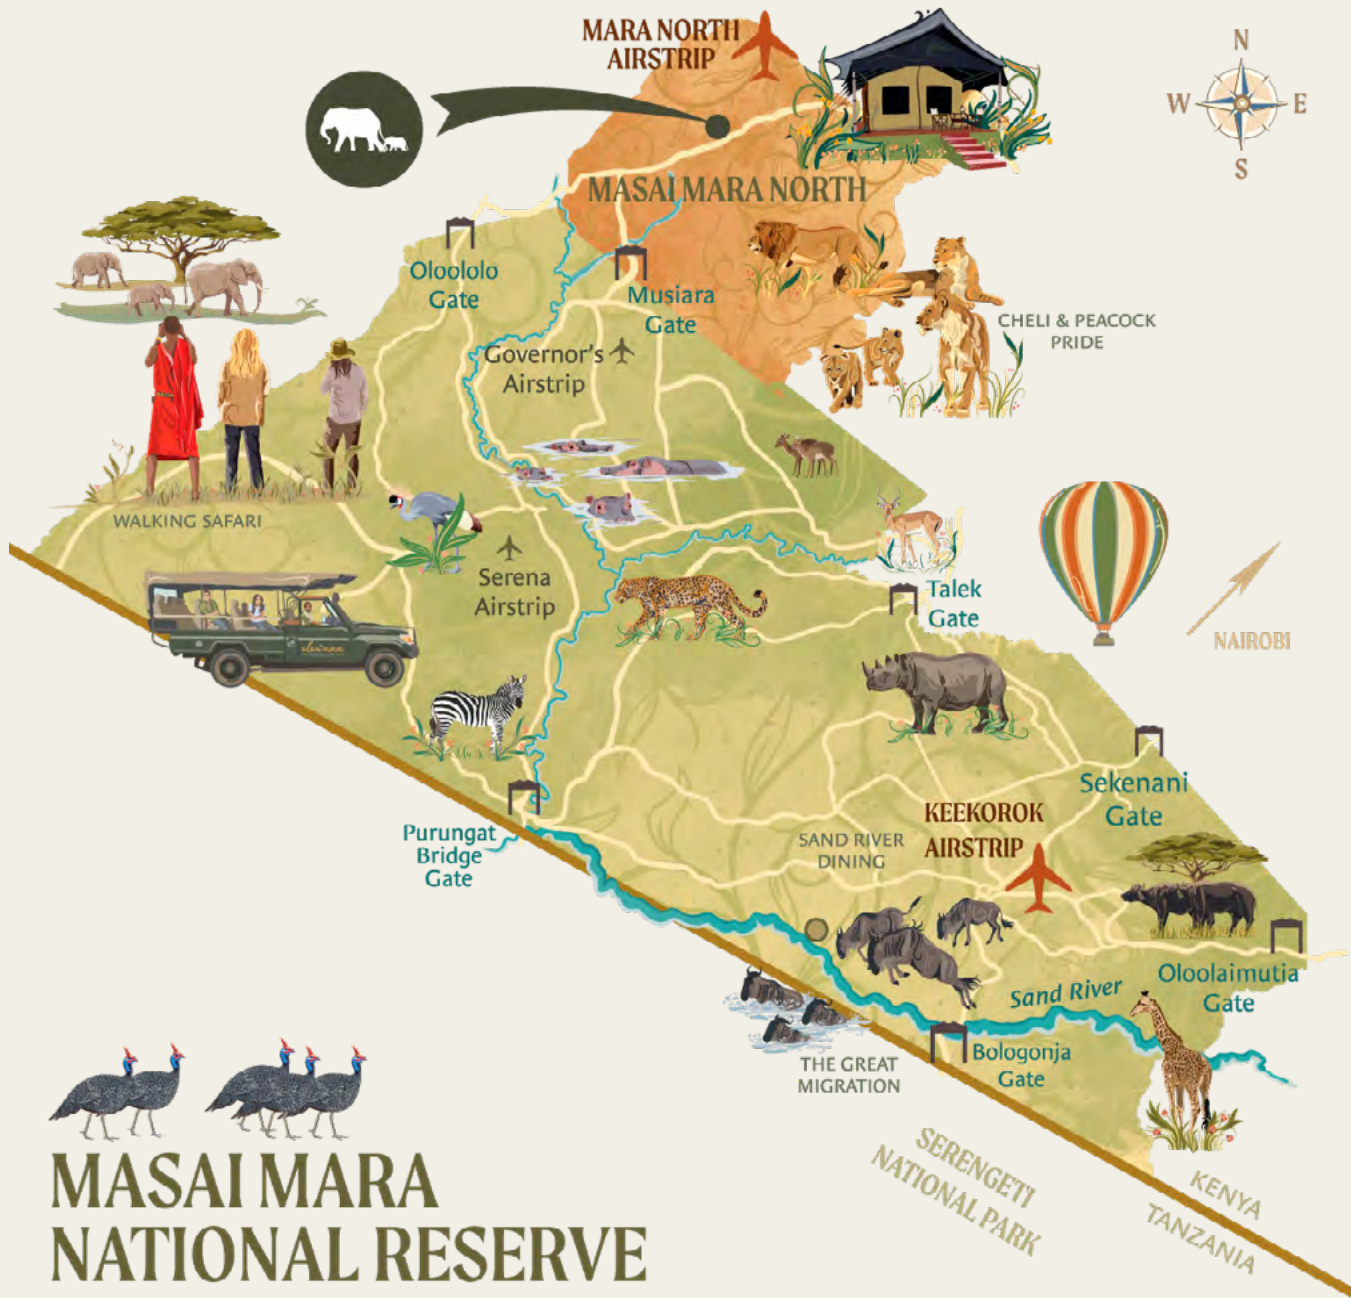 MARA NORTH
AIRSTRIP
N
W
E
S
MASAI MARA NORTH
Oloololo
Gate
Musiara
Gate
CHELI & PEACOCK
PRIDE
Governor's
Airstrip
WALKING SAFARI
Serena
Airstrip
Talek
Gate
NAIROBI
elewana
Sekenani
Gate
KEEKOROK
AIRSTRIP
SAND RIVER
DINING
Purungat
Bridge
Gate
Oloolaimutia
Gate
Sand River
Bologonja
Gate
THE GREAT
MIGRATION
SERENGETI
NATIONAL PARK
KENYA
TANZANIA
MASAI MARA
NATIONAL RESERVE